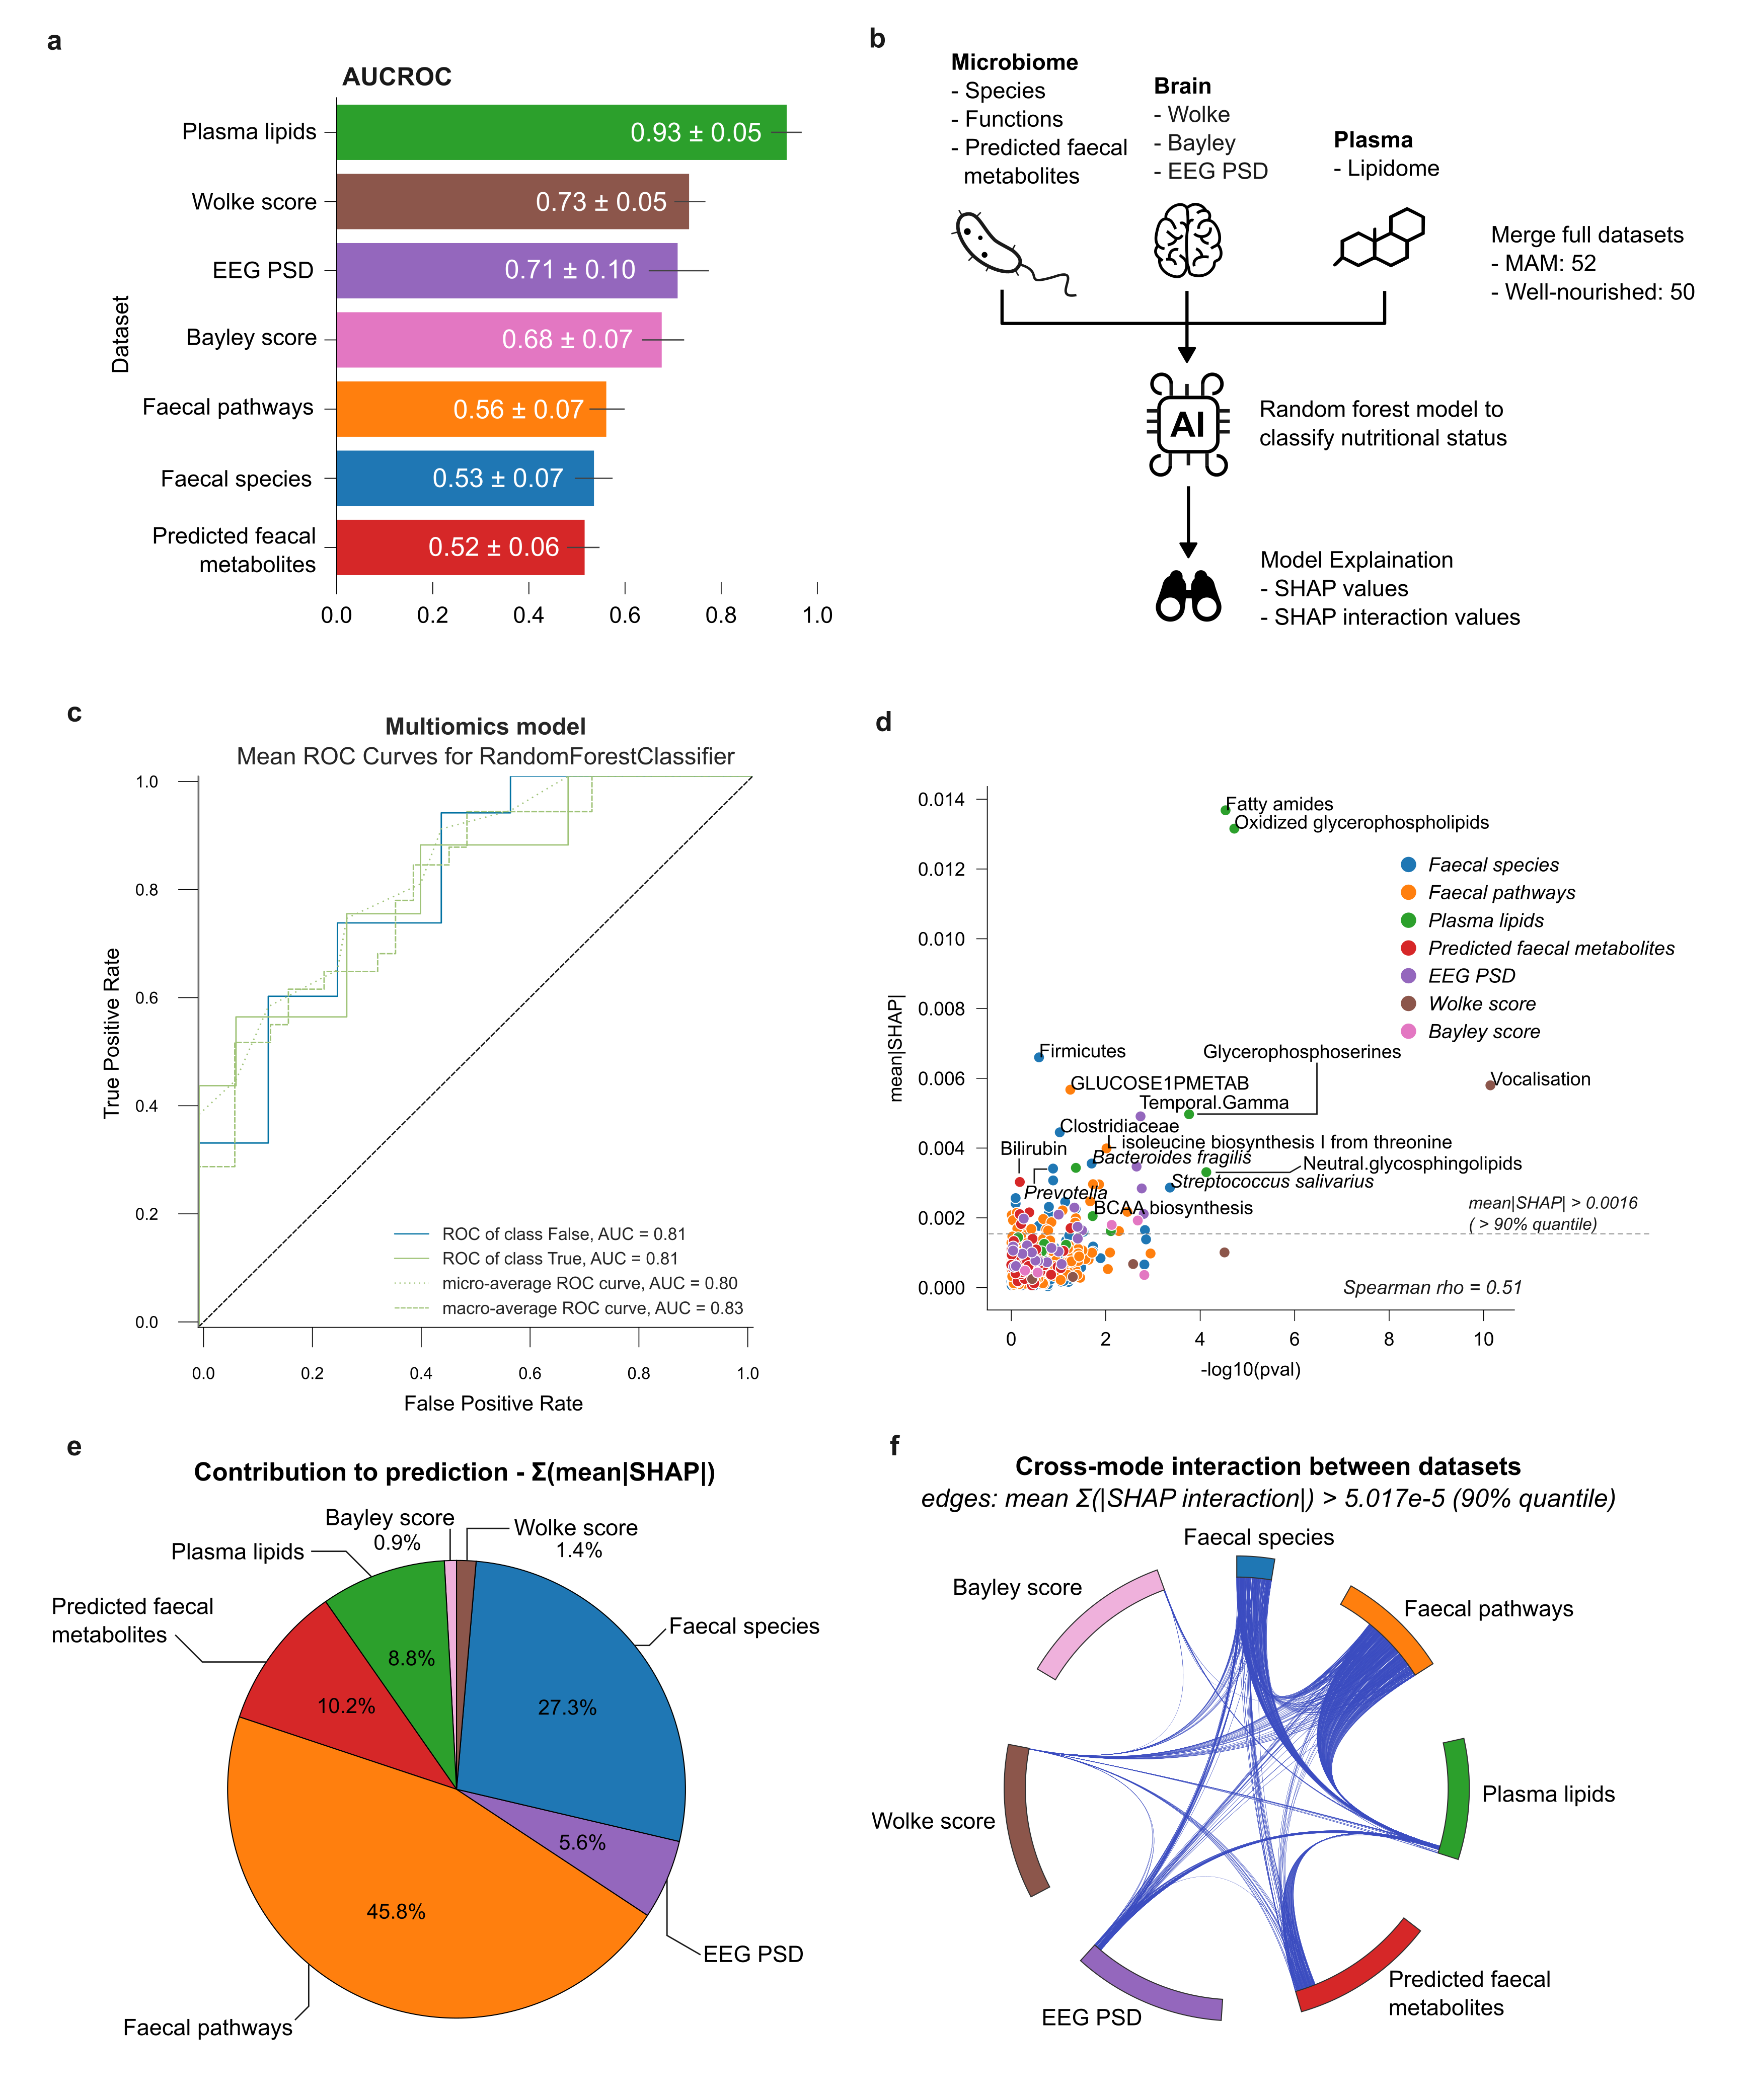 a
AUCROC
Dataset
Plasma lipids
0.93 ± 0.05
Wolke score
0.73 ± 0.05
EEG PSD
0.71 ± 0.10
Bayley score
0.68 ± 0.07
Faecal pathways
0.56 ± 0.07
Faecal species
0.53 ± 0.07
Predicted feacal
metabolites
0.52 ± 0.06
0.0 0.2 0.4 0.6 0.8 1.0
b
Microbiome
- Species
- Functions
- Predicted faecal
metabolites
Brain
- Wolke
- Bayley
- EEG PSD
Plasma
- Lipidome
Merge full datasets
- MAM: 52
- Well-nourished: 50
AI
Random forest model to
classify nutritional status
Model Explaination
- SHAP values
- SHAP interaction values
c
Multiomics model
Mean ROC Curves for RandomForestClassifier
True Positive Rate
1.0
0.8
0.6
0.4
0.2
0.0
ROC of class False, AUC = 0.81
ROC of class True, AUC = 0.81
micro-average ROC curve, AUC = 0.80
macro-average ROC curve, AUC = 0.83
0.0 0.2 0.4 0.6 0.8 1.0
False Positive Rate
d
mean|SHAP|
0.014
0.012
0.010
0.008
0.006
0.004
0.002
0.000
Fatty amides
Oxidized glycerophospholipids
Faecal species
Faecal pathways
Plasma lipids
Predicted faecal metabolites
EEG PSD
Wolke score
Bayley score
Firmicutes
Glycerophosphoserines
GLUCOSE1PMETAB
Vocalisation
Temporal.Gamma
Clostridiaceae
L isoleucine biosynthesis I from threonine
Bilirubin
Bacteroides fragilis
Neutral.glycosphingolipids
Streptococcus salivarius
Prevotella
BCAA biosynthesis
mean|SHAP| > 0.0016
( > 90% quantile)
Spearman rho = 0.51
0 2 4 6 8 10
-log10(pval)
e
Contribution to prediction - Σ(mean|SHAP|)
Bayley score
0.9%
Wolke score
1.4%
Plasma lipids
8.8%
Predicted faecal
metabolites
10.2%
Faecal species
27.3%
5.6%
EEG PSD
45.8%
Faecal pathways
f
Cross-mode interaction between datasets
edges: mean Σ(|SHAP interaction|) > 5.017e-5 (90% quantile)
Faecal species
Bayley score
Faecal pathways
Plasma lipids
Wolke score
Predicted faecal
metabolites
EEG PSD